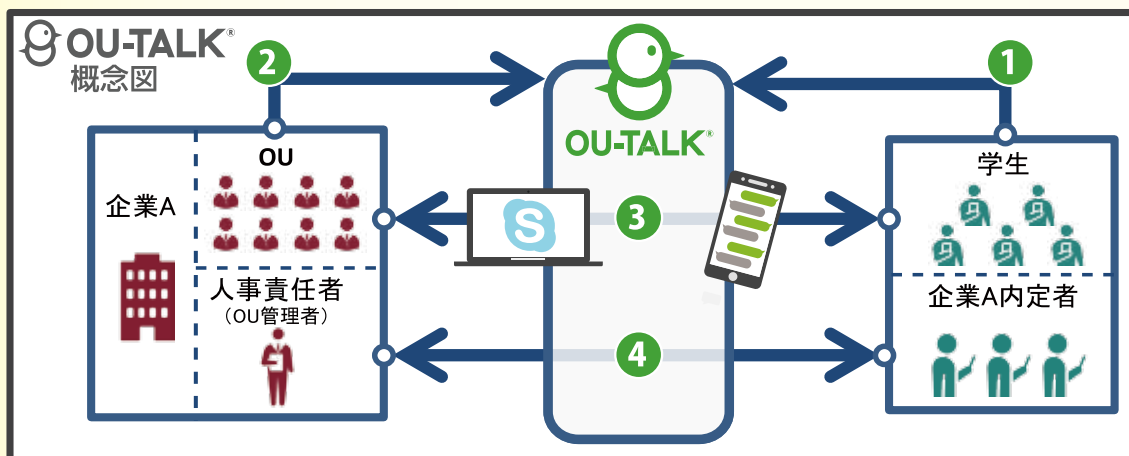 OU-TALK®
概念図
2
1
OU-TALK®
OU
学生
企業A
S
3
人事責任者
(OU管理者)
企業A内定者
4